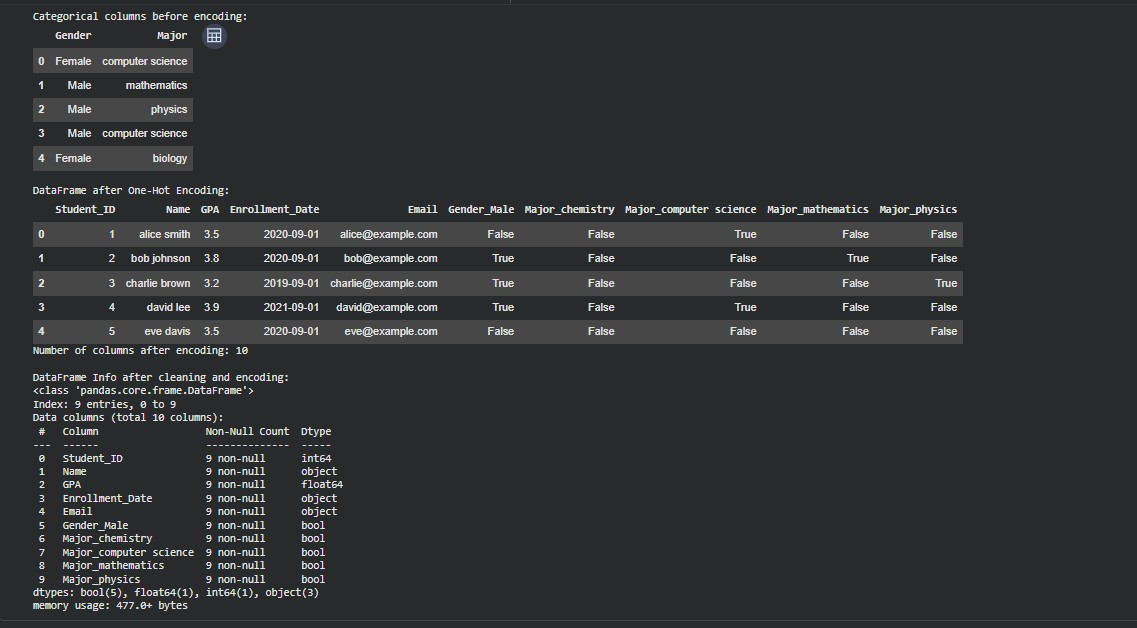 Categorical columns before encoding:
Gender Major
0 Female computer science
1 Male mathematics
2 Male physics
3 Male computer science
4 Female biology
DataFrame after One-Hot Encoding:
Student_ID Name GPA Enrollment_Date Email Gender_Male Major_chemistry Major_computer science Major_mathematics Major_physics
0 1 alice smith 3.5 2020-09-01 alice@example.com False False True False False
1 2 bob johnson 3.8 2020-09-01 bob@example.com True False False True False
2 3 charlie brown 3.2 2019-09-01 charlie@example.com True False False False True
3 4 david lee 3.9 2021-09-01 david@example.com True False True False False
4 5 eve davis 3.5 2020-09-01 eve@example.com False False False False False
Number of columns after encoding: 10
DataFrame Info after cleaning and encoding:
<class 'pandas.core.frame.DataFrame'>
Index: 9 entries, 0 to 9
Data columns (total 10 columns):
# Column Non-Null Count Dtype
--- ------ -------------- -----
0 Student_ID 9 non-null int64
1 Name 9 non-null object
2 GPA 9 non-null float64
3 Enrollment_Date 9 non-null object
4 Email 9 non-null object
5 Gender_Male 9 non-null bool
6 Major_chemistry 9 non-null bool
7 Major_computer science 9 non-null bool
8 Major_mathematics 9 non-null bool
9 Major_physics 9 non-null bool
dtypes: bool(5), float64(1), int64(1), object(3)
memory usage: 477.0+ bytes